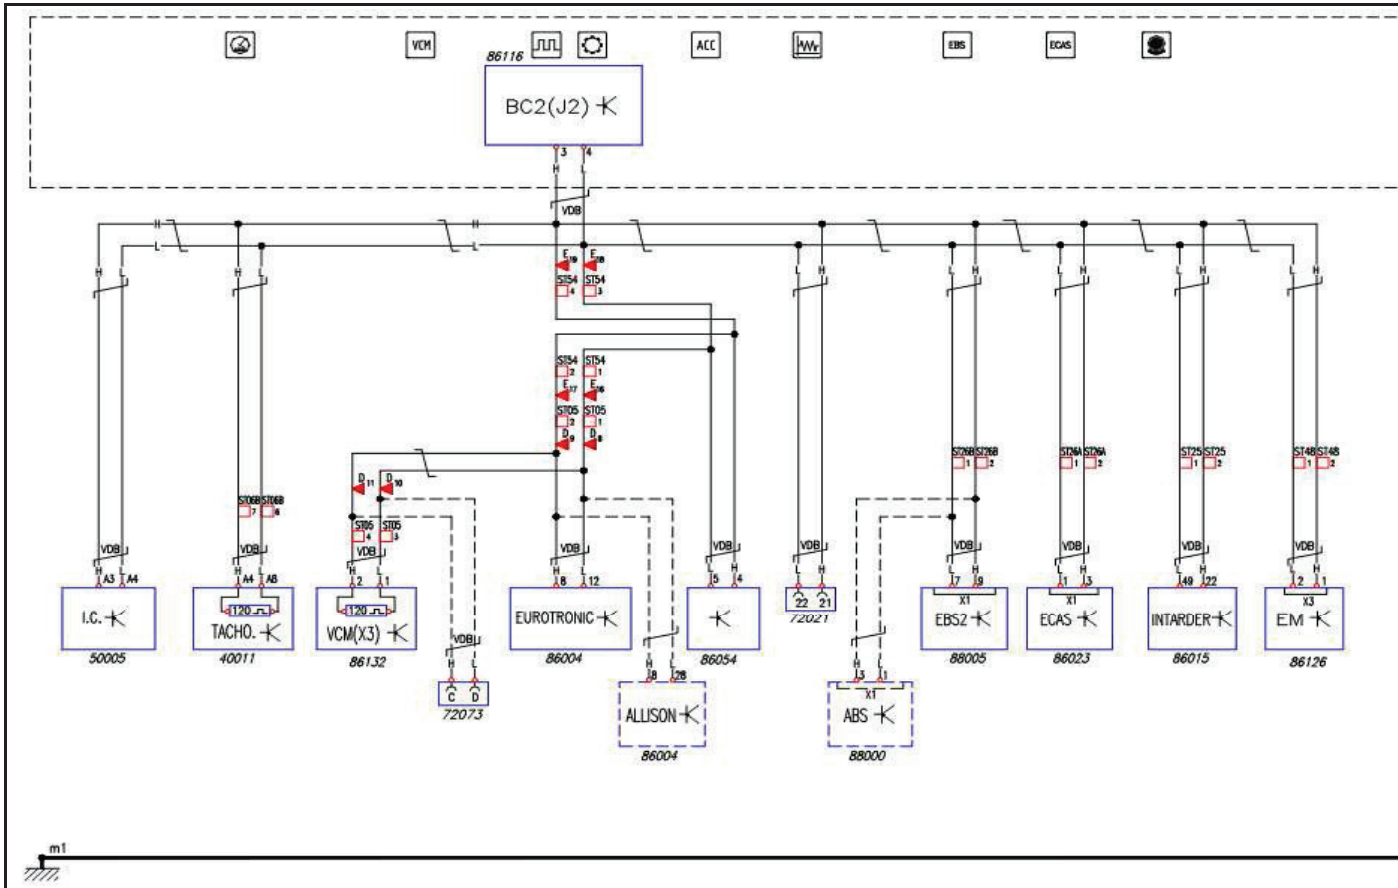 VCM ACC EBS ECAS
86116
BC2(J2)
3 4
H L
VDB
H H
L L
E19 E18
ST54 4 ST54 3
H L H L L H L H L H L H L H
ST54 2 ST54 1
E17 E16
ST05 2 ST05 1
D9 D8
ST26B 1 ST26B 2 ST26A 1 ST26A 2 ST25 1 ST25 2 ST48 1 ST48 2
D11 D10
ST06B 7 ST06B 6
ST05 4 ST05 3
VDB VDB VDB VDB VDB VDB VDB VDB VDB VDB
H L H L H L H L L H L H L H L H L H L H
A3 A4 A4 A8 2 1 8 12 5 4 22 21 7 9 1 3 49 22 2 1
120 120 X1 X1 X3
I.C. TACHO. VCM(X3) EUROTRONIC 72021 EBS2 ECAS INTARDER EM
50005 40011 86132 86004 86054 88005 86023 86015 86126
VDB
H L H L H L
8 28 3 1
C D X1
72073 ALLISON ABS
86004 88000
m1